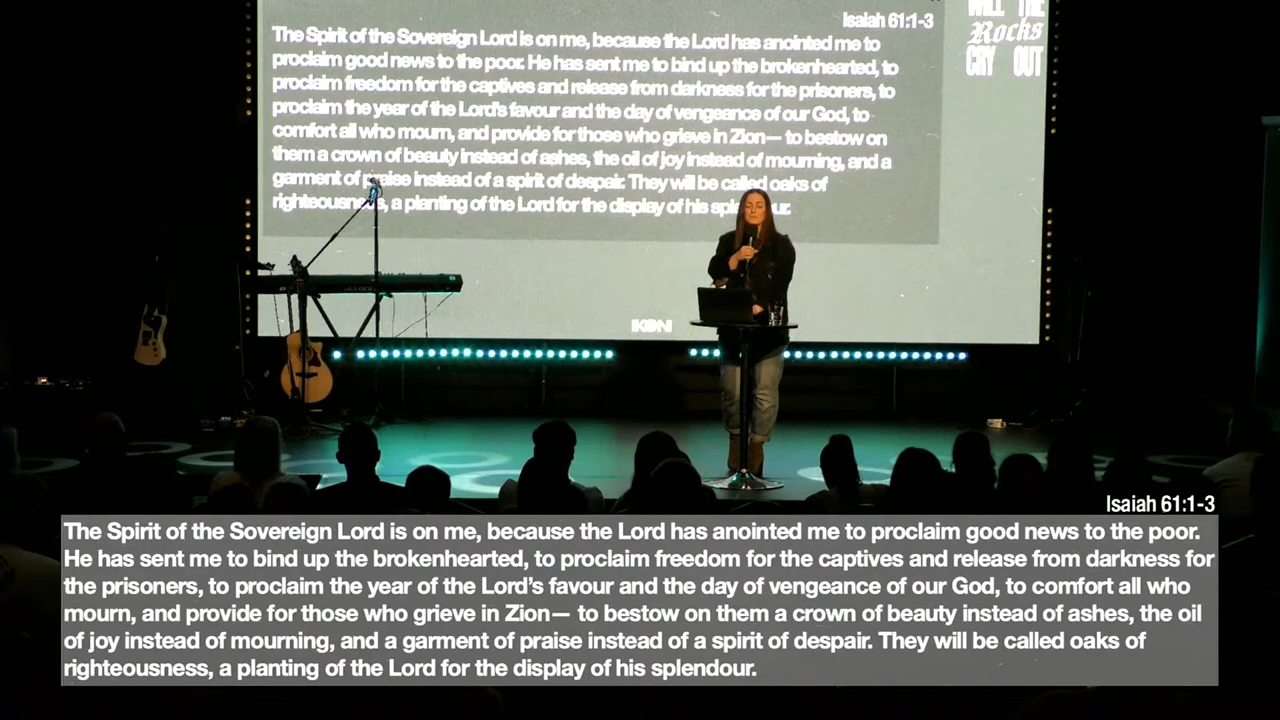 Isaiah 61:1-3
The Spirit of the Sovereign Lord is on me, because the Lord has anointed me to
proclaim good news to the poor. He has sent me to bind up the brokenhearted, to
proclaim freedom for the captives and release from darkness for the prisoners, to
proclaim the year of the Lord's favour and the day of vengeance of our God, to
comfort all who mourn, and provide for those who grieve in Zion— to bestow on
them a crown of beauty instead of ashes, the oil of joy instead of mourning, and a
garment of praise instead of a spirit of despair. They will be called oaks of
righteousness, a planting of the Lord for the display of his splendour.
WILL THE
Rocks
CRY OUT
IKON
Isaiah 61:1-3
The Spirit of the Sovereign Lord is on me, because the Lord has anointed me to proclaim good news to the poor.
He has sent me to bind up the brokenhearted, to proclaim freedom for the captives and release from darkness for
the prisoners, to proclaim the year of the Lord’s favour and the day of vengeance of our God, to comfort all who
mourn, and provide for those who grieve in Zion— to bestow on them a crown of beauty instead of ashes, the oil
of joy instead of mourning, and a garment of praise instead of a spirit of despair. They will be called oaks of
righteousness, a planting of the Lord for the display of his splendour.